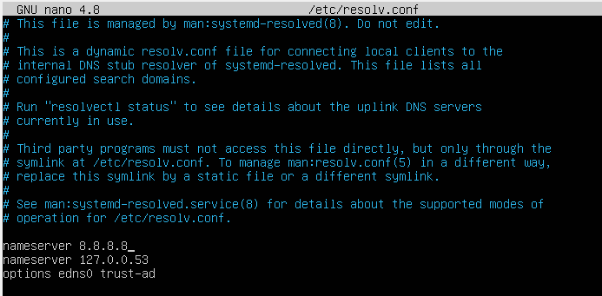 GNU nano 4.8 /etc/resolv.conf
# This file is managed by man:systemd-resolved(8). Do not edit.
#
# This is a dynamic resolv.conf file for connecting local clients to the
# internal DNS stub resolver of systemd-resolved. This file lists all
# configured search domains.
#
# Run "resolvectl status" to see details about the uplink DNS servers
# currently in use.
#
# Third party programs must not access this file directly, but only through the
# symlink at /etc/resolv.conf. To manage man:resolv.conf(5) in a different way,
# replace this symlink by a static file or a different symlink.
#
# See man:systemd-resolved.service(8) for details about the supported modes of
# operation for /etc/resolv.conf.
nameserver 8.8.8.8_
nameserver 127.0.0.53
options edns0 trust-ad